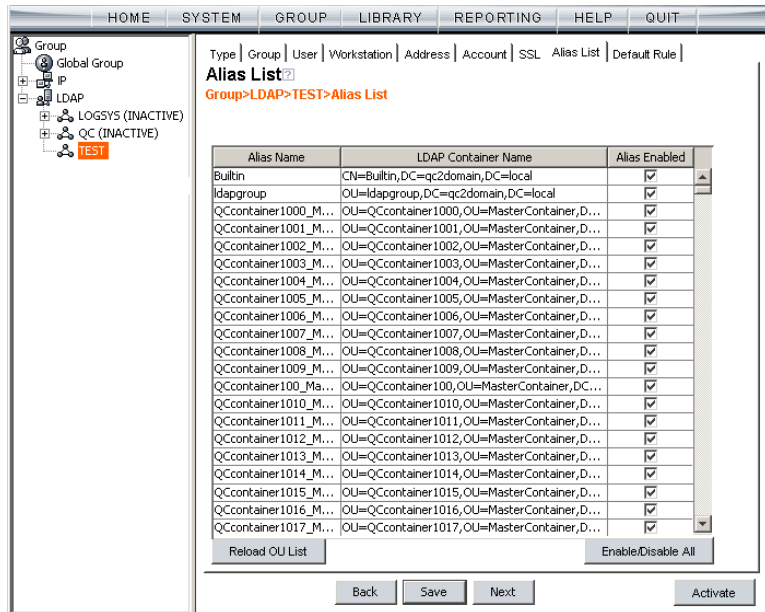 HOME SYSTEM GROUP LIBRARY REPORTING HELP QUIT
Group
Global Group
IP
LDAP
LOGSYS (INACTIVE)
QC (INACTIVE)
TEST
Type Group User Workstation Address Account SSL Alias List Default Rule
Alias List
Group>LDAP>TEST>Alias List
Alias Name LDAP Container Name Alias Enabled
Builtin CN=Builtin,DC=qc2domain,DC=local
ldapgroup OU=ldapgroup,DC=qc2domain,DC=local
QCcontainer1000_M... OU=QCcontainer1000,OU=MasterContainer,D...
QCcontainer1001_M... OU=QCcontainer1001,OU=MasterContainer,D...
QCcontainer1002_M... OU=QCcontainer1002,OU=MasterContainer,D...
QCcontainer1003_M... OU=QCcontainer1003,OU=MasterContainer,D...
QCcontainer1004_M... OU=QCcontainer1004,OU=MasterContainer,D...
QCcontainer1005_M... OU=QCcontainer1005,OU=MasterContainer,D...
QCcontainer1006_M... OU=QCcontainer1006,OU=MasterContainer,D...
QCcontainer1007_M... OU=QCcontainer1007,OU=MasterContainer,D...
QCcontainer1008_M... OU=QCcontainer1008,OU=MasterContainer,D...
QCcontainer1009_M... OU=QCcontainer1009,OU=MasterContainer,D...
QCcontainer100_Ma... OU=QCcontainer100,OU=MasterContainer,DC...
QCcontainer1010_M... OU=QCcontainer1010,OU=MasterContainer,D...
QCcontainer1011_M... OU=QCcontainer1011,OU=MasterContainer,D...
QCcontainer1012_M... OU=QCcontainer1012,OU=MasterContainer,D...
QCcontainer1013_M... OU=QCcontainer1013,OU=MasterContainer,D...
QCcontainer1014_M... OU=QCcontainer1014,OU=MasterContainer,D...
QCcontainer1015_M... OU=QCcontainer1015,OU=MasterContainer,D...
QCcontainer1016_M... OU=QCcontainer1016,OU=MasterContainer,D...
QCcontainer1017_M... OU=QCcontainer1017,OU=MasterContainer,D...
Reload OU List Enable/Disable All
Back Save Next Activate